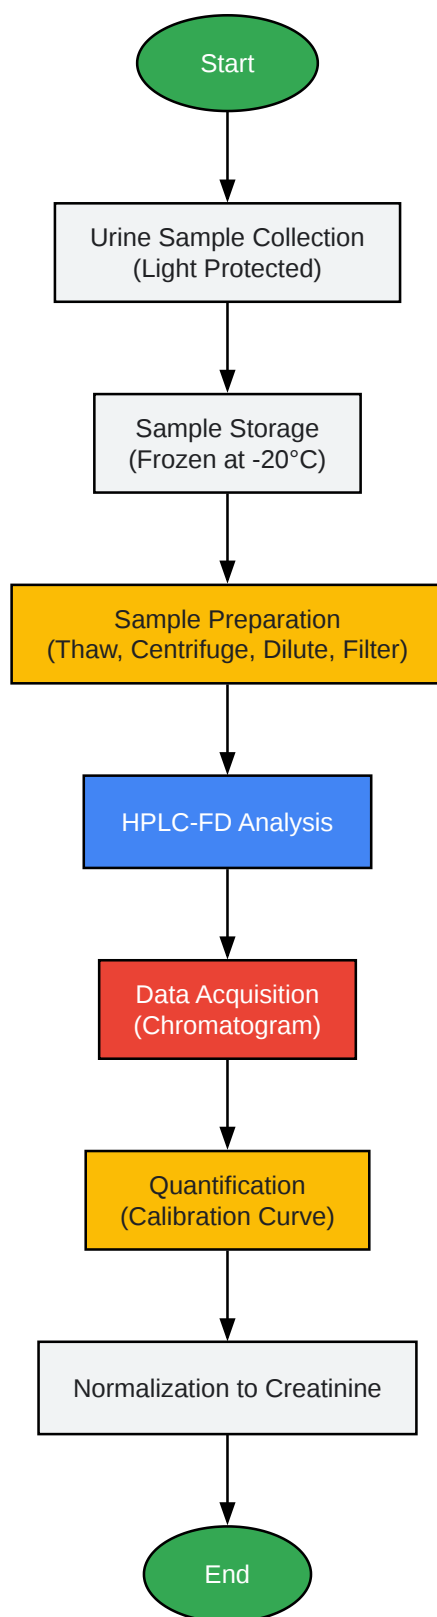 Start
Urine Sample Collection
(Light Protected)
Sample Storage
(Frozen at -20°C)
Sample Preparation
(Thaw, Centrifuge, Dilute, Filter)
HPLC-FD Analysis
Data Acquisition
(Chromatogram)
Quantification
(Calibration Curve)
Normalization to Creatinine
End